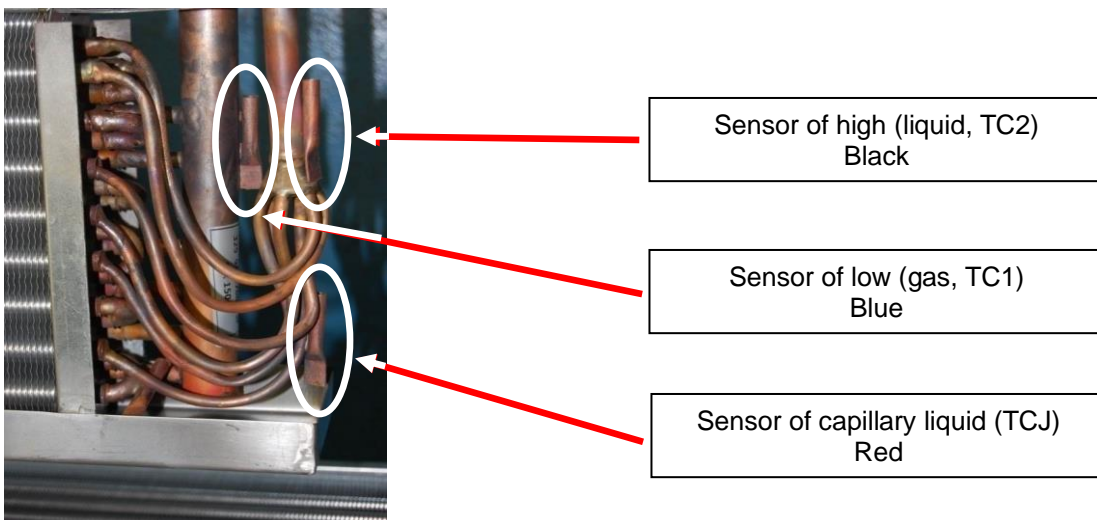 Sensor of high (liquid, TC2)
Black
Sensor of low (gas, TC1)
Blue
Sensor of capillary liquid (TCJ)
Red